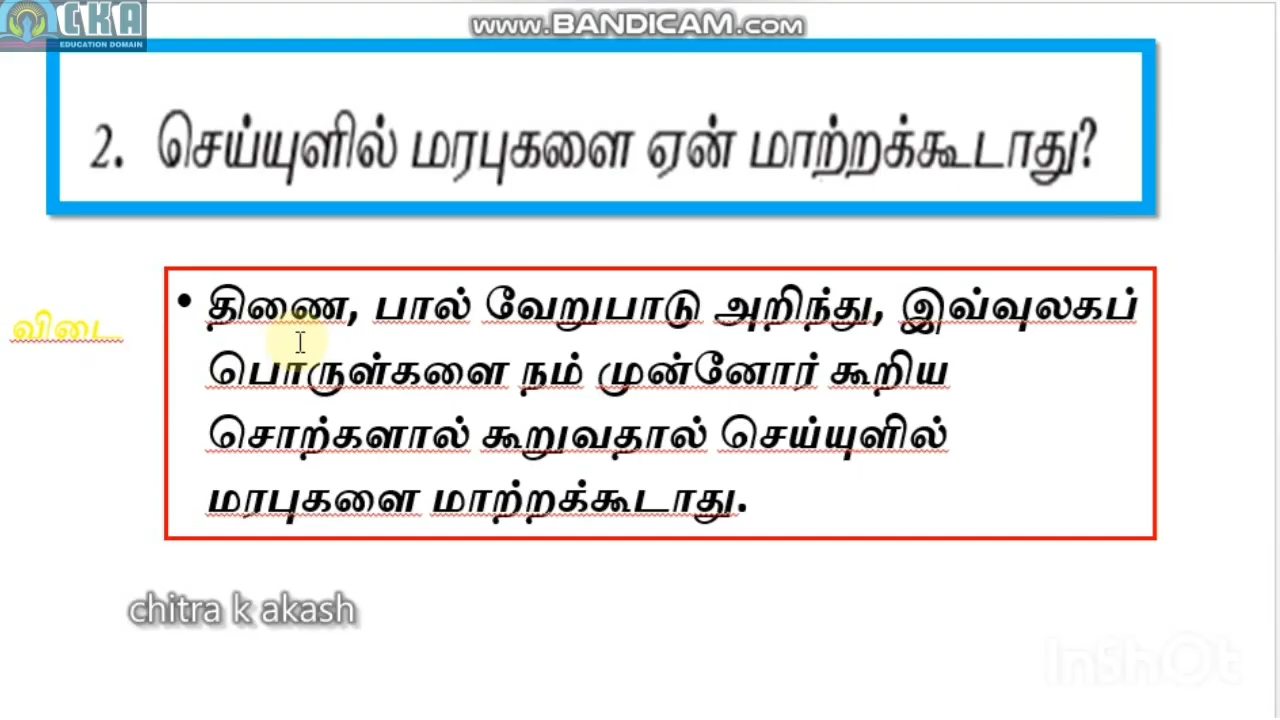 CKA
EDUCATION DOMAIN
www.BANDICAM.com
2. செய்யுளில் மரபுகளை ஏன் மாற்றக்கூடாது?
விடை
• திணை, பால் வேறுபாடு அறிந்து, இவ்வுலகப்
பொருள்களை நம் முன்னோர் கூறிய
சொற்களால் கூறுவதால் செய்யுளில்
மரபுகளை மாற்றக்கூடாது.
chitra k akash
InShOt